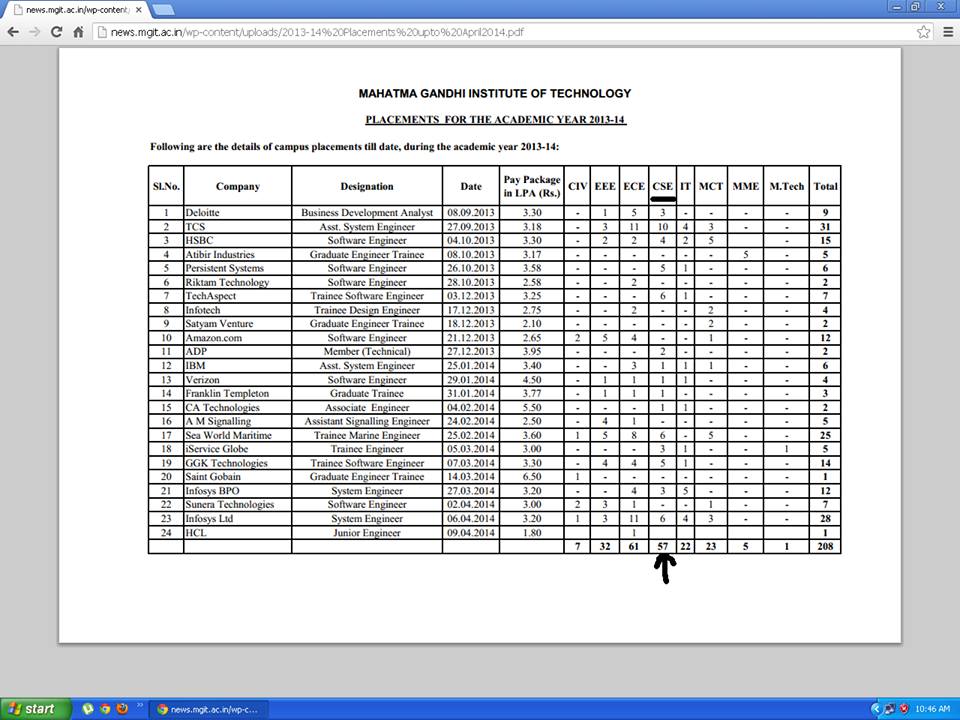 news.mgit.ac.in/wp-content/
news.mgit.ac.in/wp-content/uploads/2013-14%20Placements%20upto%20April2014.pdf
MAHATMA GANDHI INSTITUTE OF TECHNOLOGY
PLACEMENTS FOR THE ACADEMIC YEAR 2013-14
Following are the details of campus placements till date, during the academic year 2013-14:
Sl.No. Company Designation Date Pay Package in LPA (Rs.) CIV EEE ECE CSE IT MCT MME M.Tech Total
1 Deloitte Business Development Analyst 08.09.2013 3.30 - 1 5 3 - - - - 9
2 TCS Asst. System Engineer 27.09.2013 3.18 - 3 11 10 4 3 - - 31
3 HSBC Software Engineer 04.10.2013 3.30 - 2 2 4 2 5 - 15
4 Atibir Industries Graduate Engineer Trainee 08.10.2013 3.17 - - - - - - 5 - 5
5 Persistent Systems Software Engineer 26.10.2013 3.58 - - - 5 1 - - - 6
6 Riktam Technology Software Engineer 28.10.2013 2.58 - - 2 - - - - - 2
7 TechAspect Trainee Software Engineer 03.12.2013 3.25 - - - 6 1 - - - 7
8 Infotech Trainee Design Engineer 17.12.2013 2.75 - - 2 - - 2 - - 4
9 Satyam Venture Graduate Engineer Trainee 18.12.2013 2.10 - - - - - 2 - - 2
10 Amazon.com Software Engineer 21.12.2013 2.65 2 5 4 - - 1 - - 12
11 ADP Member (Technical) 27.12.2013 3.95 - - - 2 - - - - 2
12 IBM Asst. System Engineer 25.01.2014 3.40 - - 3 1 1 1 - - 6
13 Verizon Software Engineer 29.01.2014 4.50 - 1 1 1 1 - - - 4
14 Franklin Templeton Graduate Trainee 31.01.2014 3.77 - 1 1 1 - - - - 3
15 CA Technologies Associate Engineer 04.02.2014 5.50 - - - 1 1 - - - 2
16 A M Signalling Assistant Signalling Engineer 24.02.2014 2.50 - 4 1 - - - - - 5
17 Sea World Maritime Trainee Marine Engineer 25.02.2014 3.60 1 5 8 6 - 5 - - 25
18 iService Globe Trainee Engineer 05.03.2014 3.00 - - - 3 1 - - 1 5
19 GGK Technologies Trainee Software Engineer 07.03.2014 3.30 - 4 4 5 1 - - - 14
20 Saint Gobain Graduate Engineer Trainee 14.03.2014 6.50 1 - - - - - - - 1
21 Infosys BPO System Engineer 27.03.2014 3.20 - - 4 3 5 - - - 12
22 Sunera Technologies Software Engineer 02.04.2014 3.00 2 3 1 - - 1 - - 7
23 Infosys Ltd System Engineer 06.04.2014 3.20 1 3 11 6 4 3 - - 28
24 HCL Junior Engineer 09.04.2014 1.80 1 1
7 32 61 57 22 23 5 1 208
start
news.mgit.ac.in/wp-c...
10:46 AM